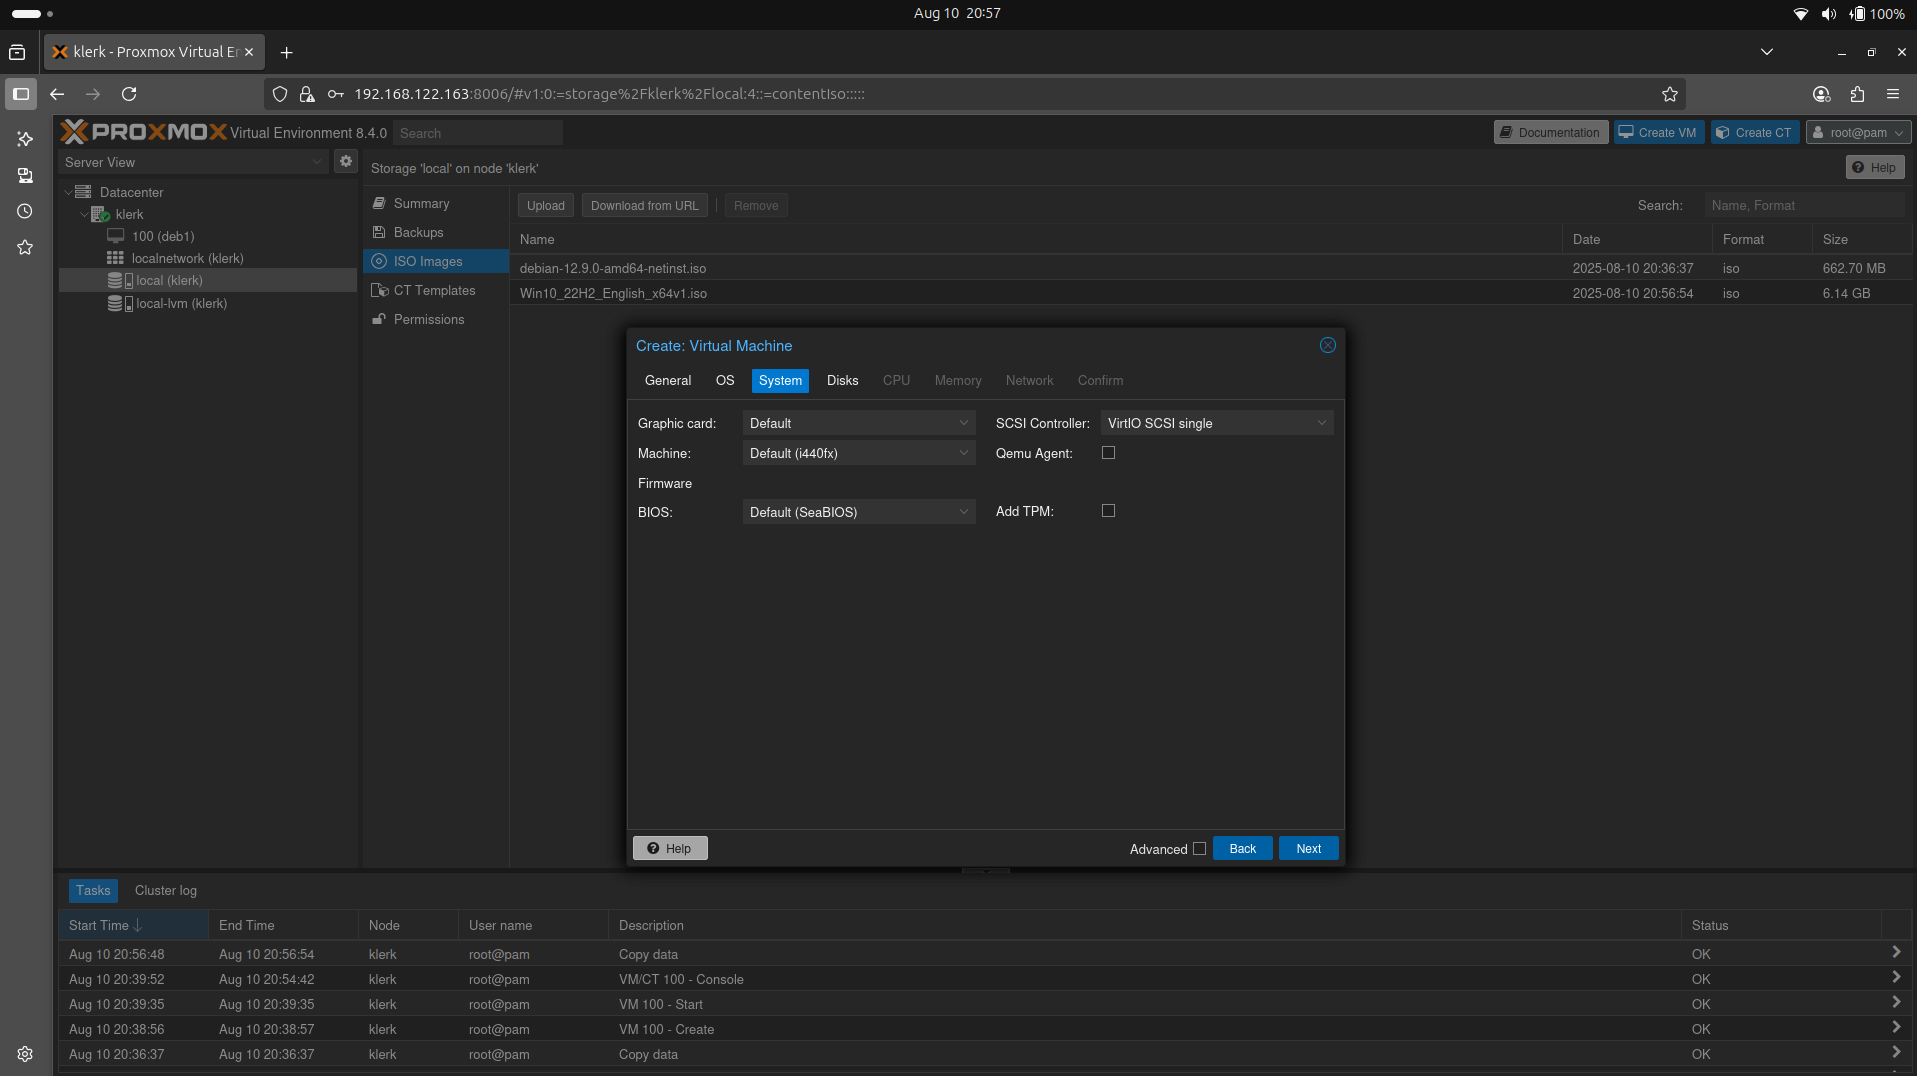 Aug 10 20:57
100%
klerk - Proxmox Virtual Er
192.168.122.163:8006/#v1:0:=storage%2Fklerk%2Flocal:4::=contentIso:::::
PROXMOX Virtual Environment 8.4.0
Search
Documentation
Create VM
Create CT
root@pam
Server View
Storage 'local' on node 'klerk'
Help
Datacenter
klerk
100 (deb1)
localnetwork (klerk)
local (klerk)
local-lvm (klerk)
Summary
Backups
ISO Images
CT Templates
Permissions
Upload
Download from URL
Remove
Search:
Name, Format
Name Date Format Size
debian-12.9.0-amd64-netinst.iso 2025-08-10 20:36:37 iso 662.70 MB
Win10_22H2_English_x64v1.iso 2025-08-10 20:56:54 iso 6.14 GB
Create: Virtual Machine
General OS System Disks CPU Memory Network Confirm
Graphic card: Default SCSI Controller: VirtIO SCSI single
Machine: Default (i440fx) Qemu Agent:
Firmware
BIOS: Default (SeaBIOS) Add TPM:
Help Advanced Back Next
Tasks Cluster log
Start Time End Time Node User name Description Status
Aug 10 20:56:48 Aug 10 20:56:54 klerk root@pam Copy data OK
Aug 10 20:39:52 Aug 10 20:54:42 klerk root@pam VM/CT 100 - Console OK
Aug 10 20:39:35 Aug 10 20:39:35 klerk root@pam VM 100 - Start OK
Aug 10 20:38:56 Aug 10 20:38:57 klerk root@pam VM 100 - Create OK
Aug 10 20:36:37 Aug 10 20:36:37 klerk root@pam Copy data OK